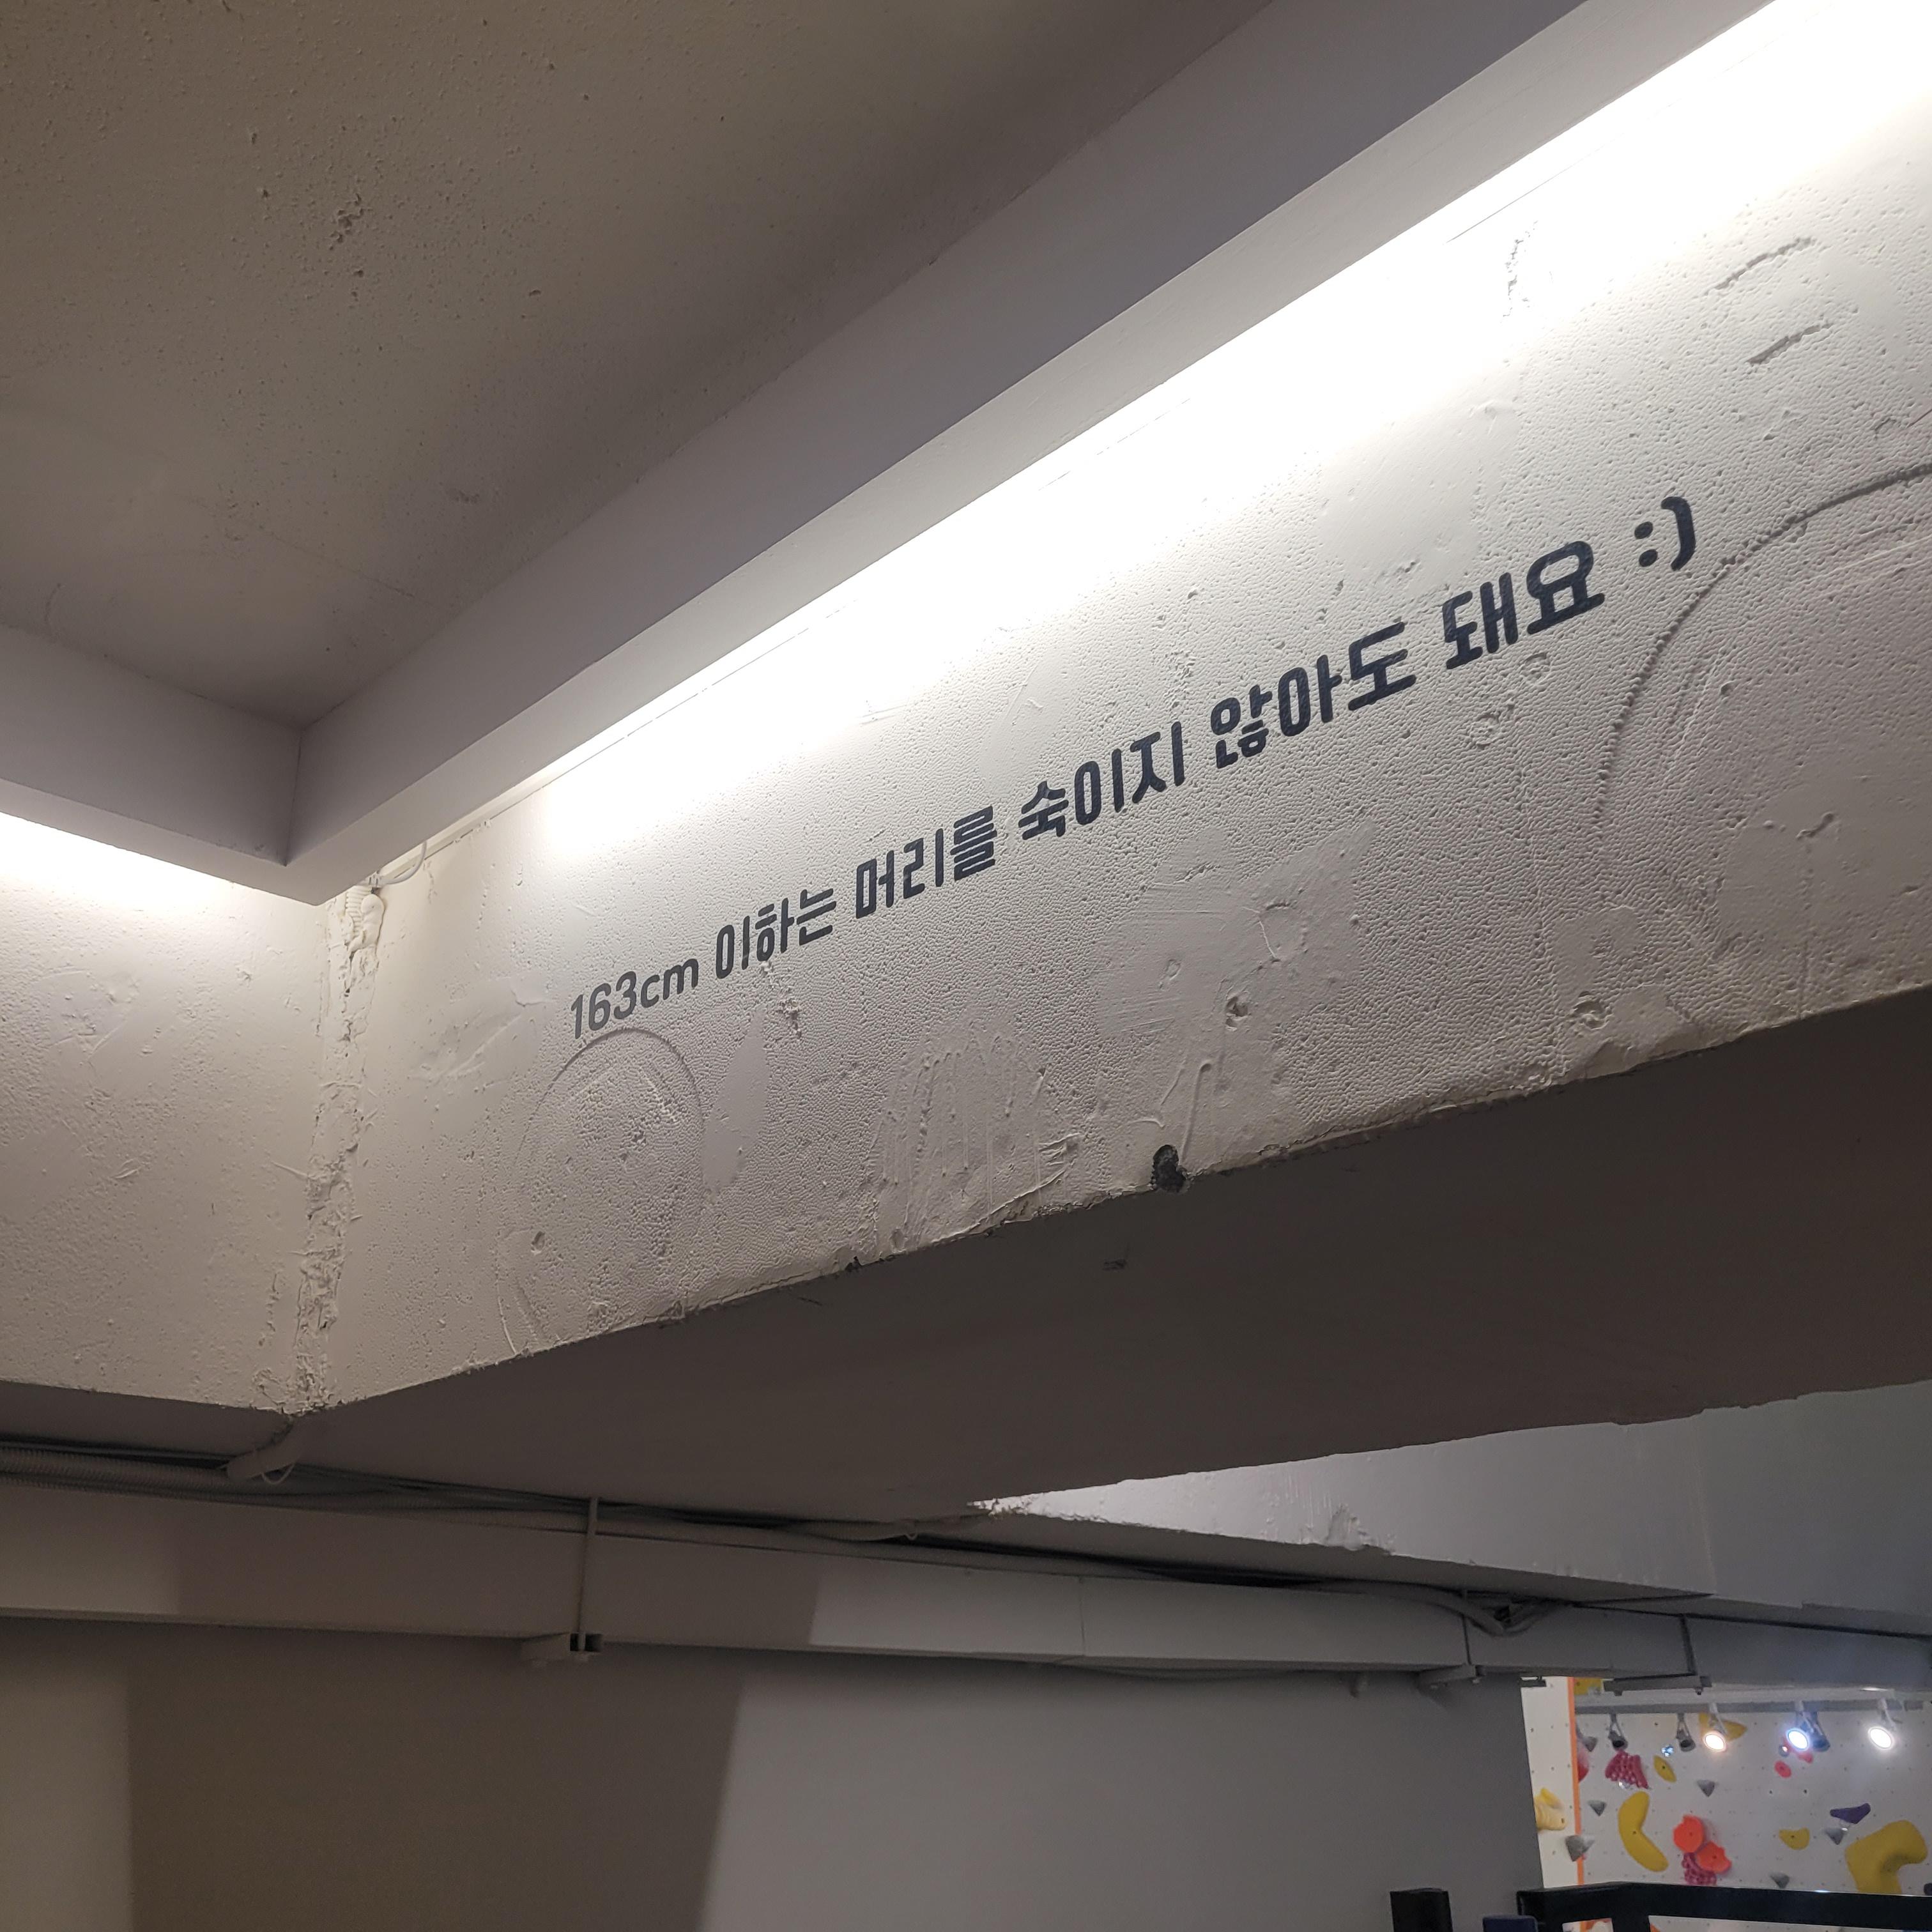 163cm 이하는 머리를 숙이지 않아도 돼요 :)